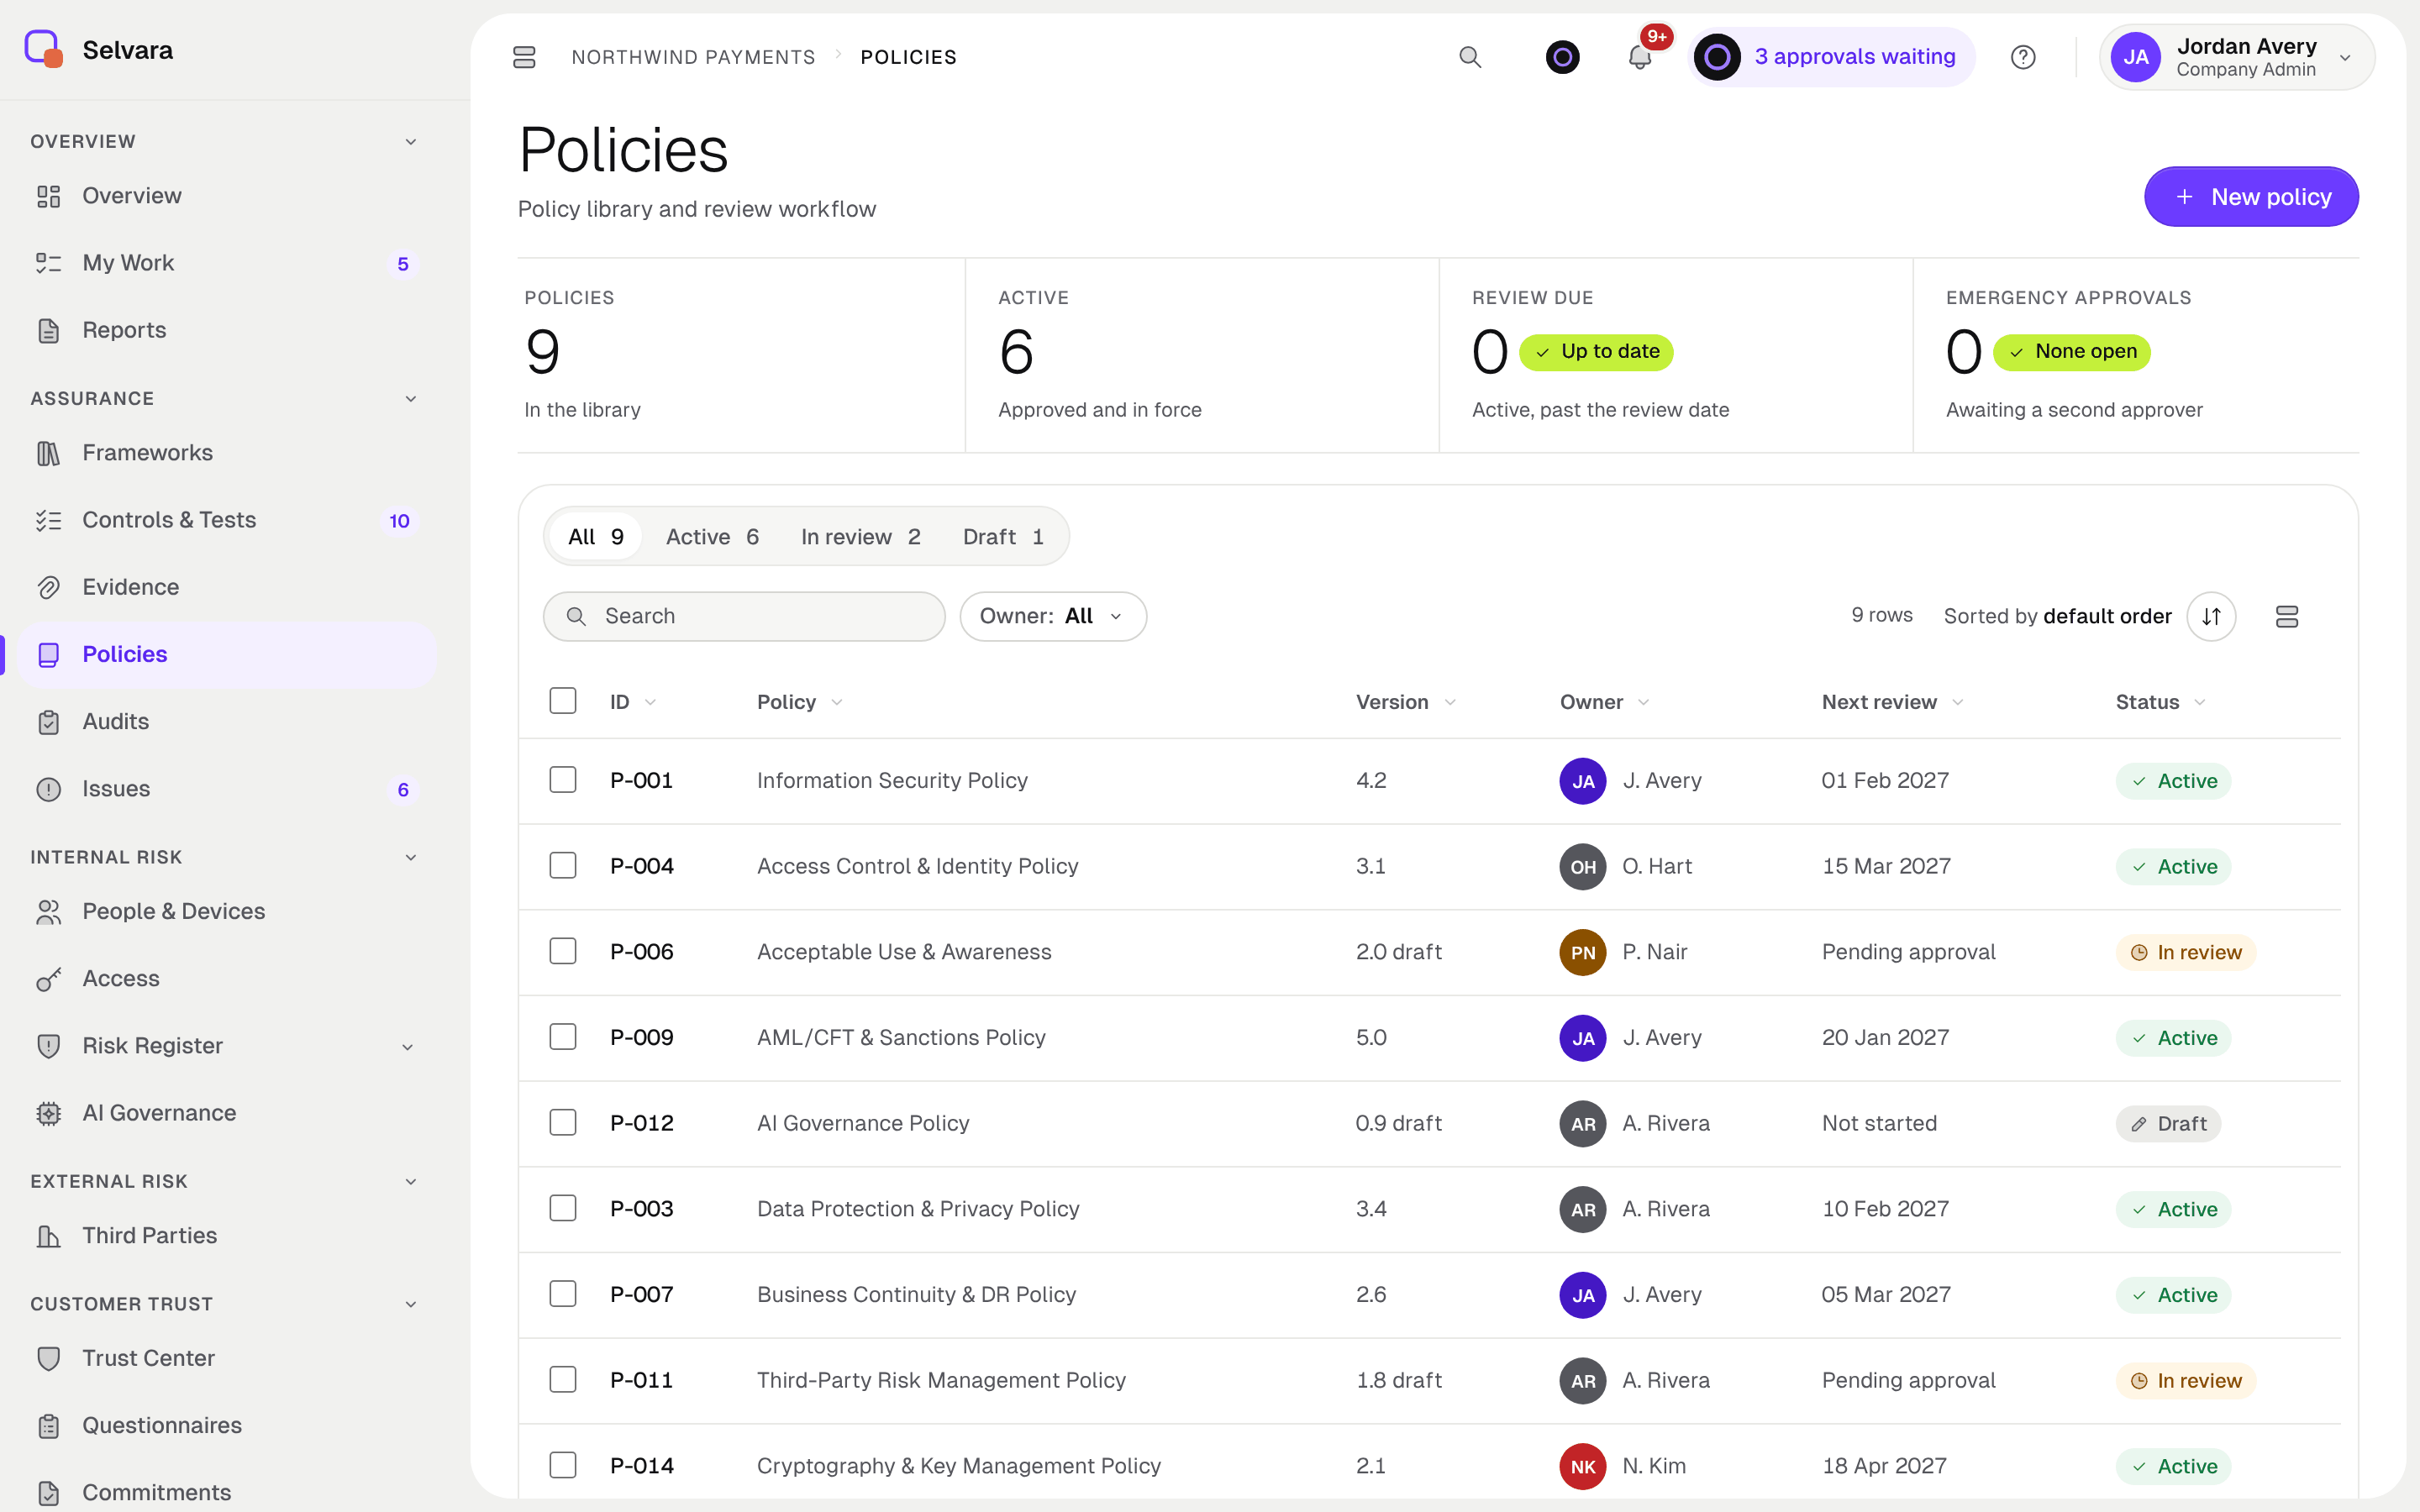 Selvara
OVERVIEW
Overview
My Work 5
Reports
ASSURANCE
Frameworks
Controls & Tests 10
Evidence
Policies
Audits
Issues 6
INTERNAL RISK
People & Devices
Access
Risk Register
AI Governance
EXTERNAL RISK
Third Parties
CUSTOMER TRUST
Trust Center
Questionnaires
Commitments
NORTHWIND PAYMENTS POLICIES
9+
3 approvals waiting
JA
Jordan Avery
Company Admin
Policies
Policy library and review workflow
New policy
POLICIES
9
In the library
ACTIVE
6
Approved and in force
REVIEW DUE
0 Up to date
Active, past the review date
EMERGENCY APPROVALS
0 None open
Awaiting a second approver
All 9 Active 6 In review 2 Draft 1
Search Owner: All 9 rows Sorted by default order
ID Policy Version Owner Next review Status
P-001 Information Security Policy 4.2 JA J. Avery 01 Feb 2027 Active
P-004 Access Control & Identity Policy 3.1 OH O. Hart 15 Mar 2027 Active
P-006 Acceptable Use & Awareness 2.0 draft PN P. Nair Pending approval In review
P-009 AML/CFT & Sanctions Policy 5.0 JA J. Avery 20 Jan 2027 Active
P-012 AI Governance Policy 0.9 draft AR A. Rivera Not started Draft
P-003 Data Protection & Privacy Policy 3.4 AR A. Rivera 10 Feb 2027 Active
P-007 Business Continuity & DR Policy 2.6 JA J. Avery 05 Mar 2027 Active
P-011 Third-Party Risk Management Policy 1.8 draft AR A. Rivera Pending approval In review
P-014 Cryptography & Key Management Policy 2.1 NK N. Kim 18 Apr 2027 Active